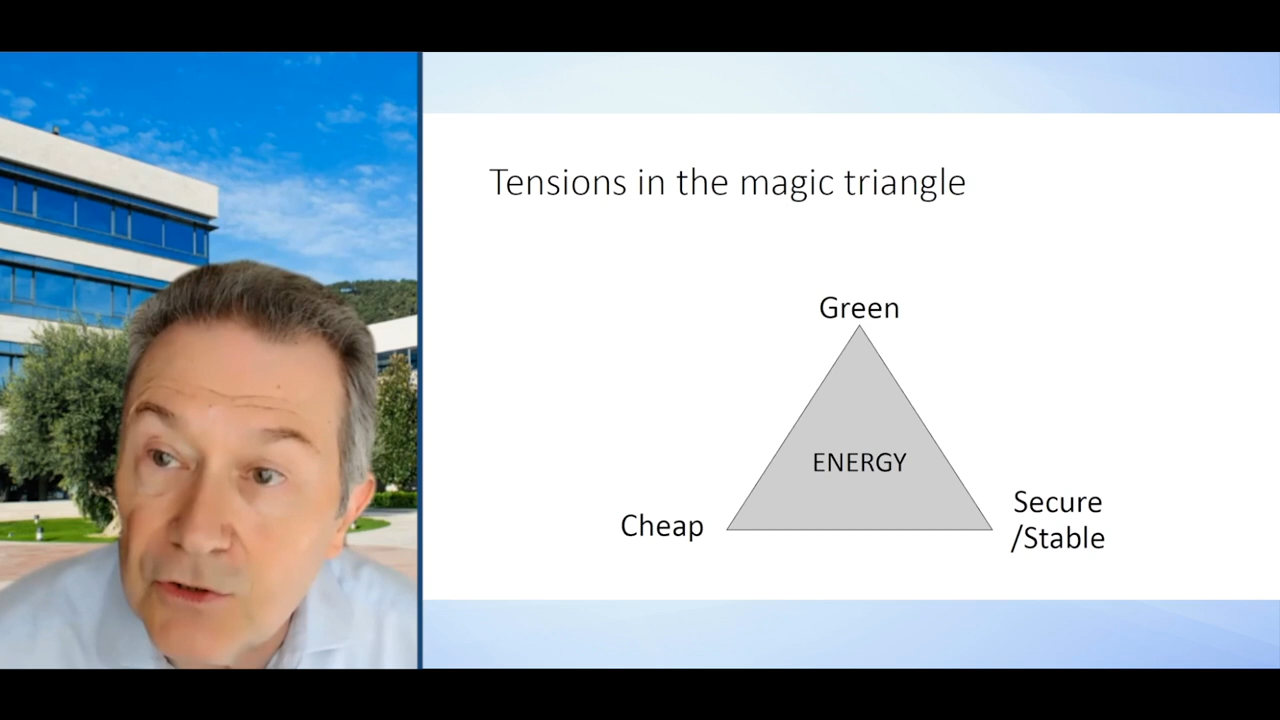 Tensions in the magic triangle
Green
ENERGY
Cheap
Secure
/Stable